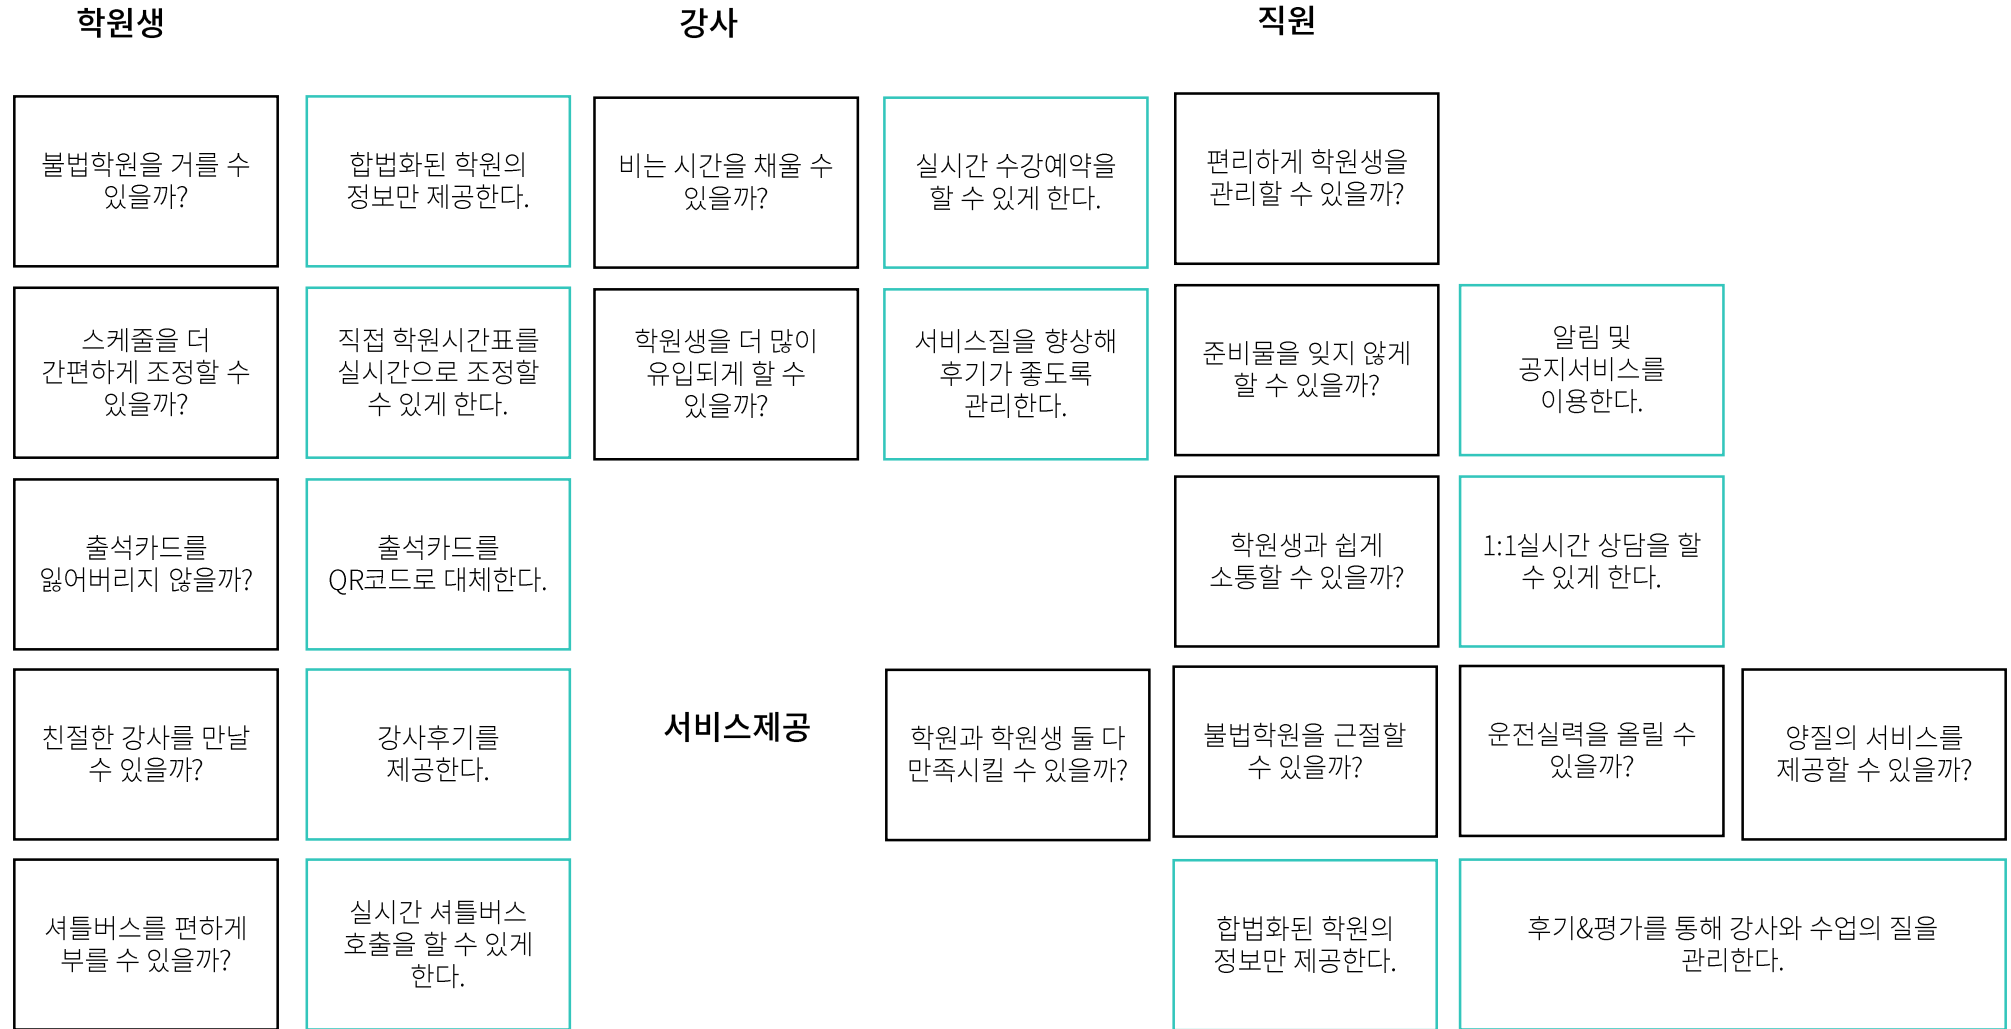 학원생
강사
직원
불법학원을 거를 수
있을까?
합법화된 학원의
정보만 제공한다.
비는 시간을 채울 수
있을까?
실시간 수강예약을
할 수 있게 한다.
편리하게 학원생을
관리할 수 있을까?
스케줄을 더
간편하게 조정할 수
있을까?
직접 학원시간표를
실시간으로 조정할
수 있게 한다.
학원생을 더 많이
유입되게 할 수
있을까?
서비스질을 향상해
후기가 좋도록
관리한다.
준비물을 잊지 않게
할 수 있을까?
알림 및
공지서비스를
이용한다.
출석카드를
잃어버리지 않을까?
출석카드를
QR코드로 대체한다.
학원생과 쉽게
소통할 수 있을까?
1:1실시간 상담을 할
수 있게 한다.
친절한 강사를 만날
수 있을까?
강사후기를
제공한다.
서비스제공
학원과 학원생 둘 다
만족시킬 수 있을까?
불법학원을 근절할
수 있을까?
운전실력을 올릴 수
있을까?
양질의 서비스를
제공할 수 있을까?
셔틀버스를 편하게
부를 수 있을까?
실시간 셔틀버스
호출을 할 수 있게
한다.
합법화된 학원의
정보만 제공한다.
후기&평가를 통해 강사와 수업의 질을
관리한다.